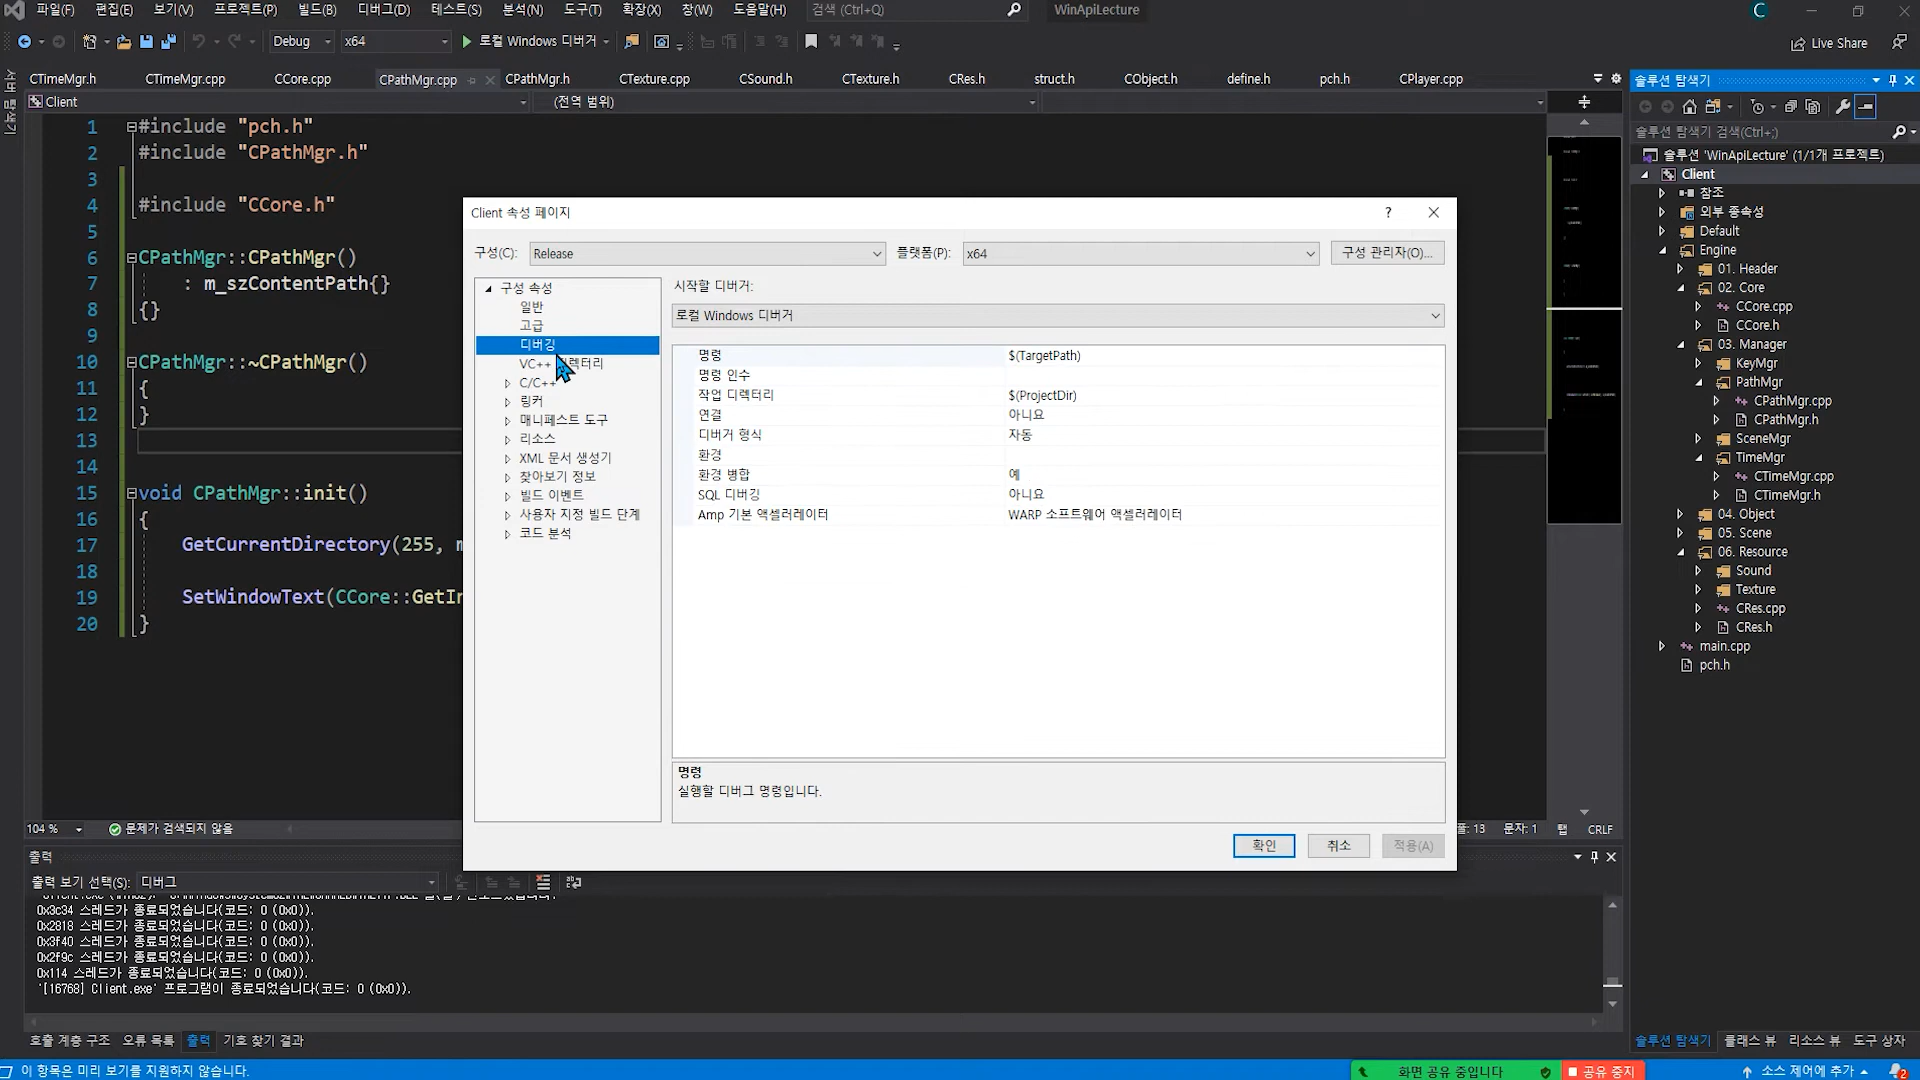 파일(F) 편집(E) 보기(V) 프로젝트(P) 빌드(B) 디버그(D) 테스트(S) 분석(N) 도구(T) 확장(X) 창(W) 도움말(H) 검색 (Ctrl+Q) WinApiLecture C
Debug x64 로컬 Windows 디버거 Live Share
CTimeMgr.h CTimeMgr.cpp CCore.cpp CPathMgr.cpp CPathMgr.h CTexture.cpp CSound.h CTexture.h CRes.h struct.h CObject.h define.h pch.h CPlayer.cpp
Client (전역 범위)
1 #include "pch.h"
2 #include "CPathMgr.h"
3
4 #include "CCore.h"
5
6 CPathMgr::CPathMgr()
7 : m_szContentPath{}
8 {}
9
10 CPathMgr::~CPathMgr()
11 {
12 }
13
14
15 void CPathMgr::init()
16 {
17 GetCurrentDirectory(255,
18
19 SetWindowText(CCore::GetIn
20 }
104 % 문제가 검색되지 않음
문자: 1 탭 CRLF
Client 속성 페이지 ?
구성(C): Release 플랫폼(P): x64 구성 관리자(O)...
구성 속성
일반
고급
디버깅
VC++ 디렉터리
C/C++
링커
매니페스트 도구
리소스
XML 문서 생성기
찾아보기 정보
빌드 이벤트
사용자 지정 빌드 단계
코드 분석
시작할 디버거:
로컬 Windows 디버거
명령 $(TargetPath)
명령 인수
작업 디렉터리 $(ProjectDir)
연결 아니요
디버거 형식 자동
환경
환경 병합 예
SQL 디버깅 아니요
Amp 기본 액셀러레이터 WARP 소프트웨어 액셀러레이터
명령
실행할 디버그 명령입니다.
확인 취소 적용(A)
솔루션 탐색기
솔루션 탐색기 검색(Ctrl+;)
솔루션 'WinApiLecture' (1/1개 프로젝트)
Client
참조
외부 종속성
Default
Engine
01. Header
02. Core
CCore.cpp
CCore.h
03. Manager
KeyMgr
PathMgr
CPathMgr.cpp
CPathMgr.h
SceneMgr
TimeMgr
CTimeMgr.cpp
CTimeMgr.h
04. Object
05. Scene
06. Resource
Sound
Texture
CRes.cpp
CRes.h
main.cpp
pch.h
출력
출력 보기 선택(S): 디버그
0x3c34 스레드가 종료되었습니다(코드: 0 (0x0)).
0x2818 스레드가 종료되었습니다(코드: 0 (0x0)).
0x3f40 스레드가 종료되었습니다(코드: 0 (0x0)).
0x2f9c 스레드가 종료되었습니다(코드: 0 (0x0)).
0x114 스레드가 종료되었습니다(코드: 0 (0x0)).
'[16768] Client.exe' 프로그램이 종료되었습니다(코드: 0 (0x0)).
호출 계층 구조 오류 목록 출력 기호 찾기 결과
솔루션 탐색기 클래스 뷰 리소스 뷰 도구 상자
이 항목은 미리 보기를 지원하지 않습니다. 화면 공유 중입니다 공유 중지 소스 제어에 추가 2